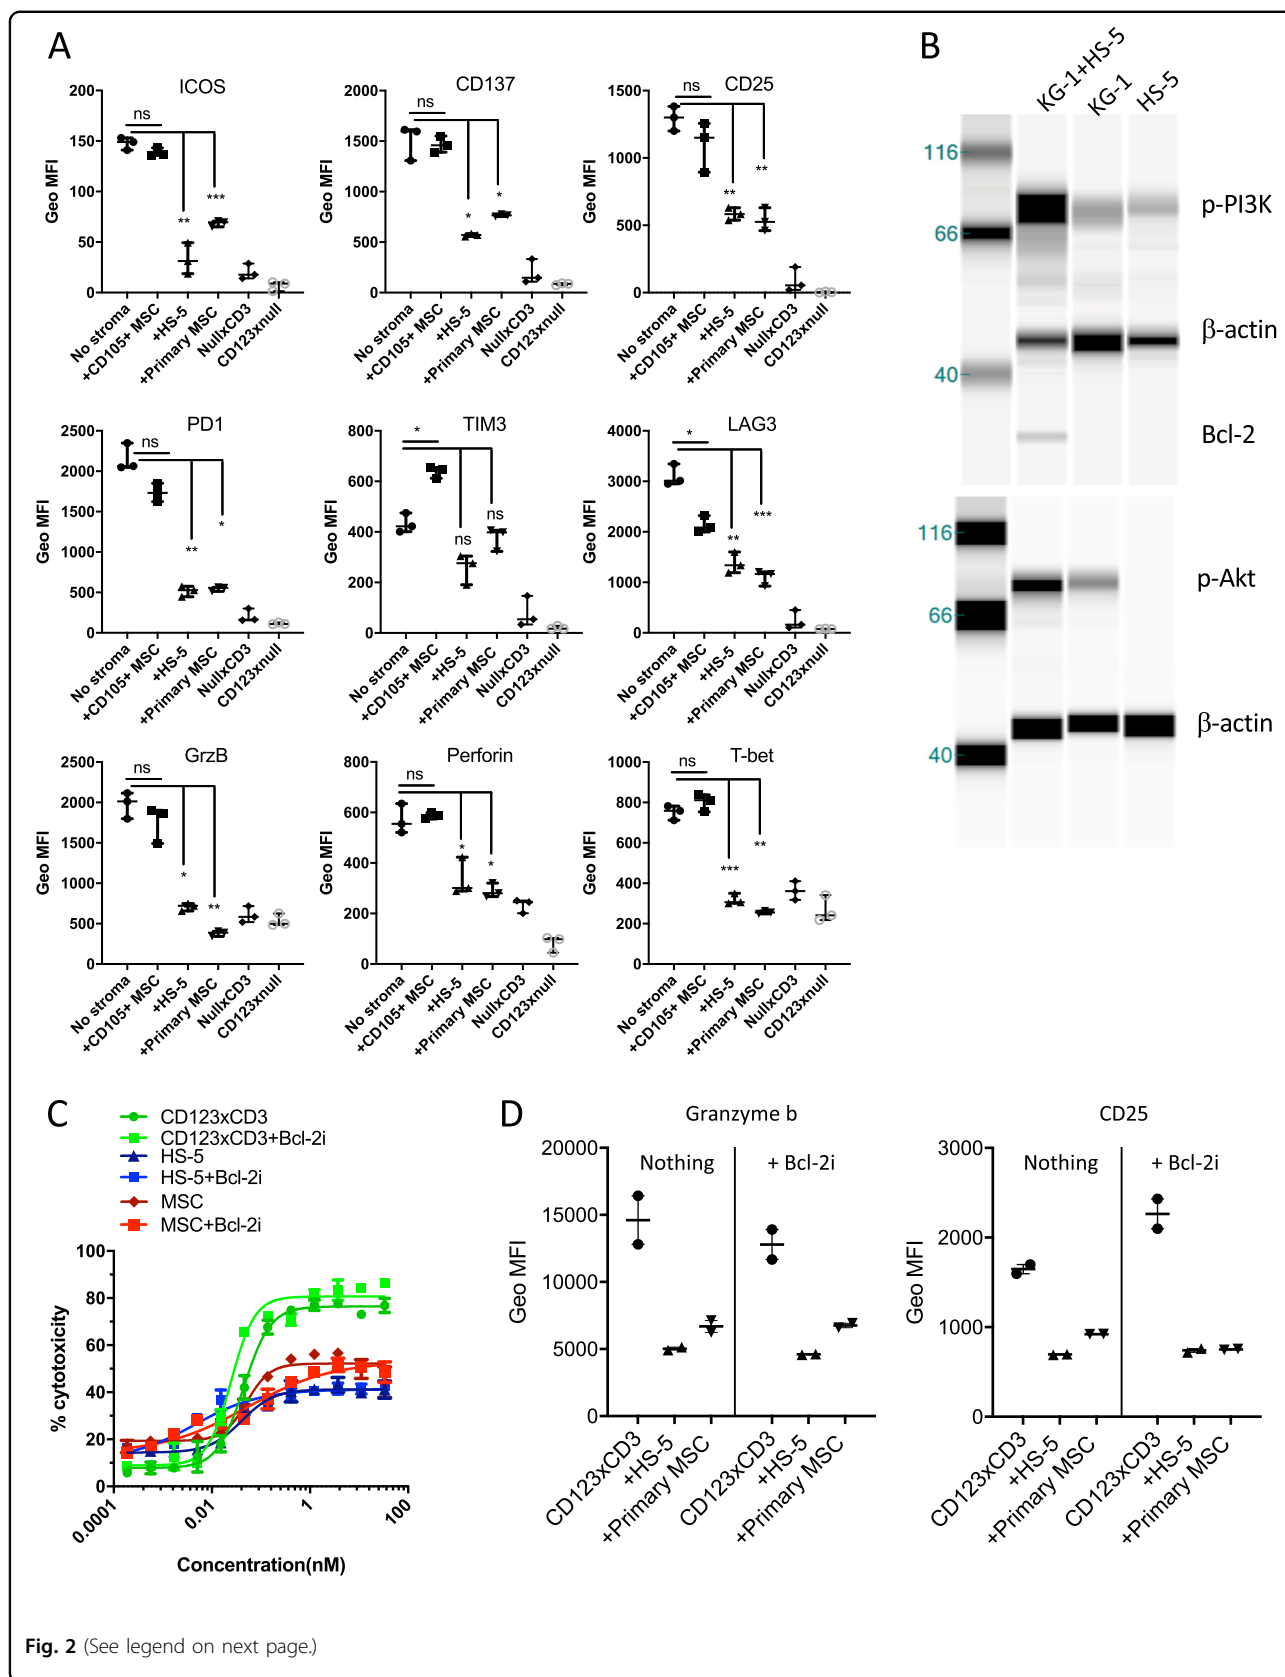 A
ICOS
ns
** ***
Geo MFI
200
150
100
50
0
No stroma
+CD105+ MSC
+HS-5
+Primary MSC
NullxCD3
CD123xnull
CD137
ns
* *
Geo MFI
2000
1500
1000
500
0
No stroma
+CD105+ MSC
+HS-5
+Primary MSC
NullxCD3
CD123xnull
CD25
ns
** **
Geo MFI
1500
1000
500
0
No stroma
+CD105+ MSC
+HS-5
+Primary MSC
NullxCD3
CD123xnull
PD1
ns
** *
Geo MFI
2500
2000
1500
1000
500
0
No stroma
+CD105+ MSC
+HS-5
+Primary MSC
NullxCD3
CD123xnull
TIM3
*
ns ns
Geo MFI
800
600
400
200
0
No stroma
+CD105+ MSC
+HS-5
+Primary MSC
NullxCD3
CD123xnull
LAG3
*
** ***
Geo MFI
4000
3000
2000
1000
0
No stroma
+CD105+ MSC
+HS-5
+Primary MSC
NullxCD3
CD123xnull
GrzB
ns
* **
Geo MFI
2500
2000
1500
1000
500
0
No stroma
+CD105+ MSC
+HS-5
+Primary MSC
NullxCD3
CD123xnull
Perforin
ns
* *
Geo MFI
800
600
400
200
0
No stroma
+CD105+ MSC
+HS-5
+Primary MSC
NullxCD3
CD123xnull
T-bet
ns
*** **
Geo MFI
1000
800
600
400
200
0
No stroma
+CD105+ MSC
+HS-5
+Primary MSC
NullxCD3
CD123xnull
B
KG-1+HS-5
KG-1
HS-5
116
66
40
p-PI3K
β-actin
Bcl-2
116
66
40
p-Akt
β-actin
C
CD123xCD3
CD123xCD3+Bcl-2i
HS-5
HS-5+Bcl-2i
MSC
MSC+Bcl-2i
% cytotoxicity
100
80
60
40
20
0
0.0001
0.01
1
100
Concentration(nM)
D
Granzyme b
Nothing
+ Bcl-2i
Geo MFI
20000
15000
10000
5000
0
CD123xCD3
+HS-5
+Primary MSC
CD123xCD3
+HS-5
+Primary MSC
CD25
Nothing
+ Bcl-2i
Geo MFI
3000
2000
1000
0
CD123xCD3
+HS-5
+Primary MSC
CD123xCD3
+HS-5
+Primary MSC
Fig. 2 (See legend on next page.)